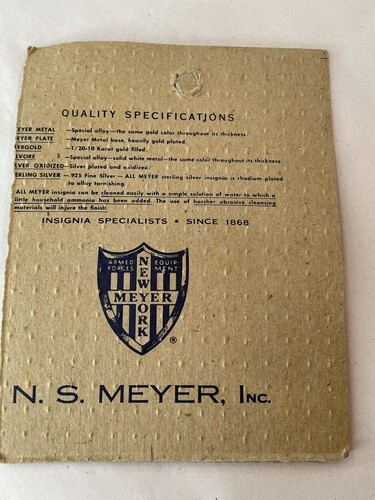 QUALITY SPECIFICATIONS
EYER METAL —Special alloy—the same gold color throughout its thickness.
EYER PLATE —Meyer Metal base, heavily gold plated.
YRGOLD —1/20-10 Karat gold filled.
LVORE —Special alloy—solid white metal—the same color throughout its thickness
LVER OXIDIZED—Silver plated and oxidized.
ERLING SILVER —.925 Fine Silver—ALL MEYER sterling silver insignia is rhodium plated
to allay tarnishing.
ALL MEYER insignia can be cleaned easily with a simple solution of water to which a
little household ammonia has been added. The use of harsher abrasive cleansing
materials will injure the finish.
INSIGNIA SPECIALISTS • SINCE 1868
ARMED FORCES EQUIPMENT
NEW YORK
MEYER
®
N. S. MEYER, INC.